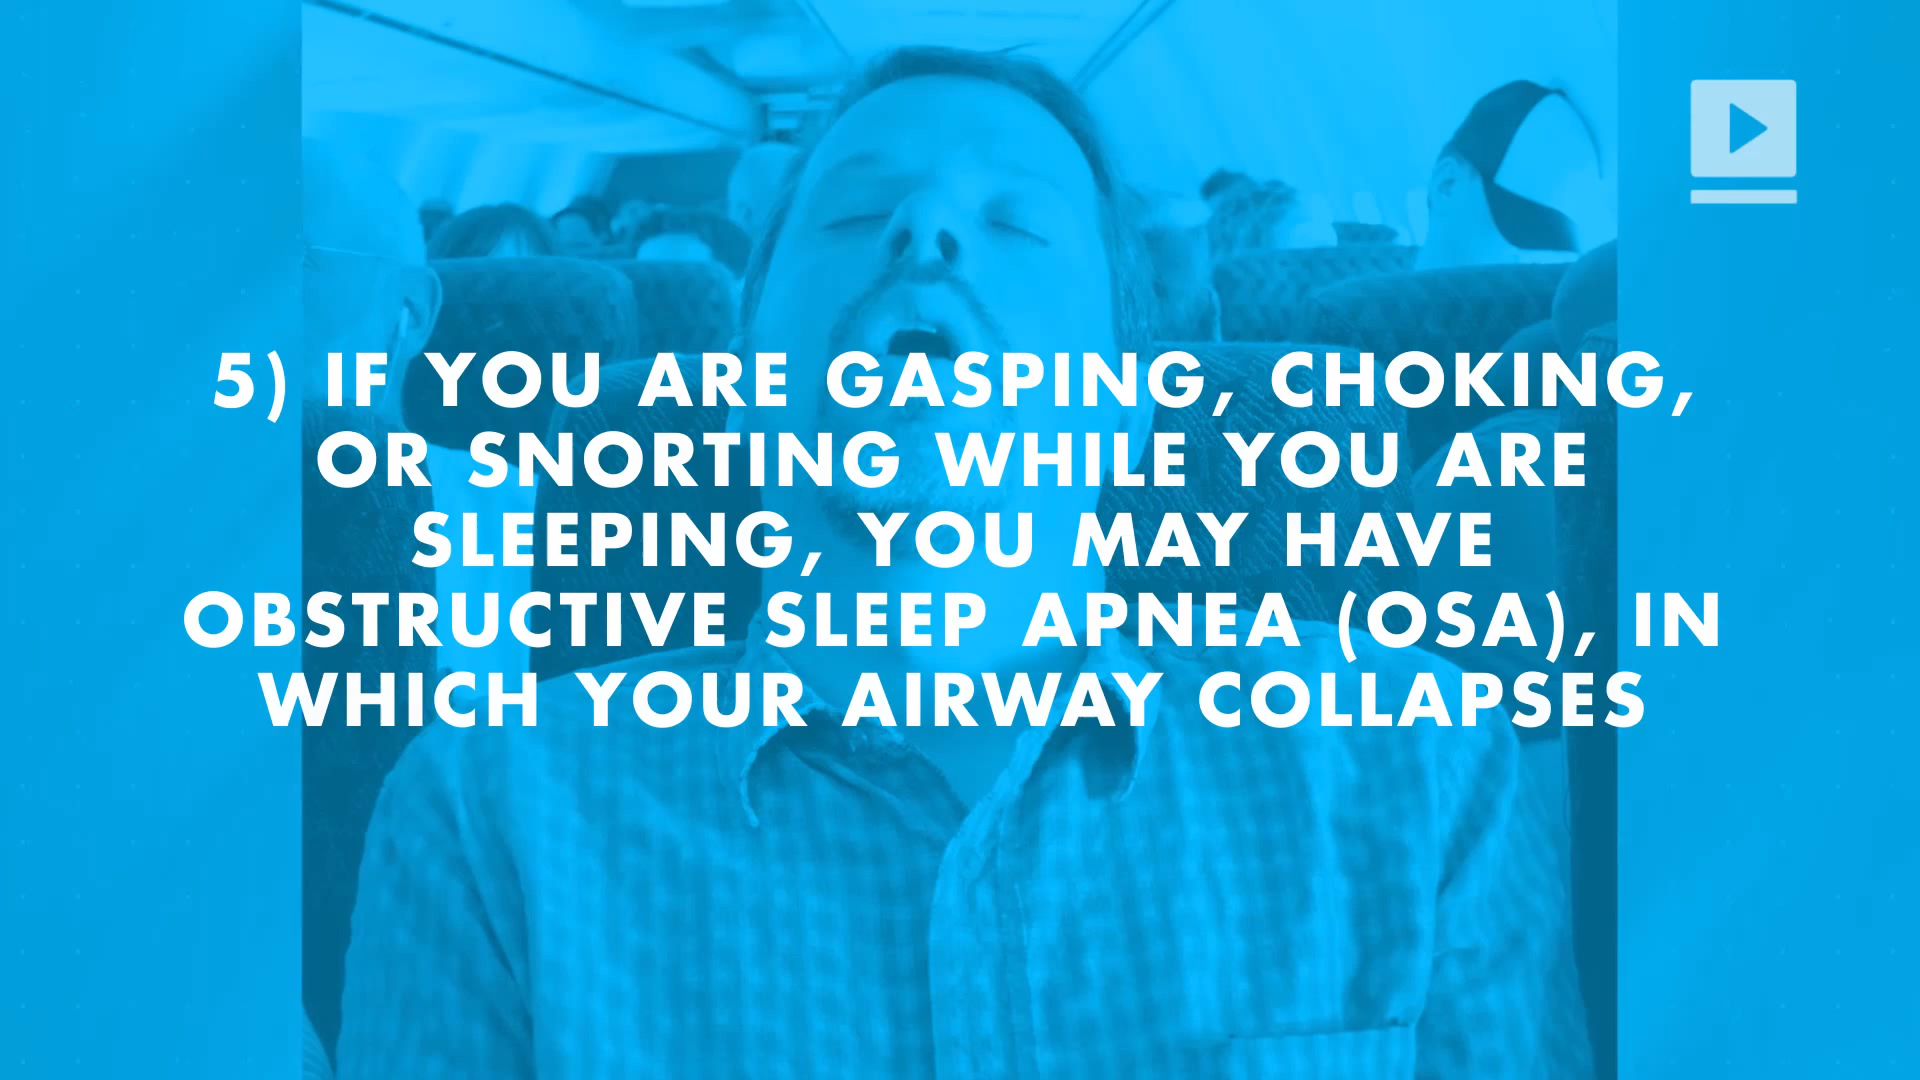 5) IF YOU ARE GASPING, CHOKING,
OR SNORTING WHILE YOU ARE
SLEEPING, YOU MAY HAVE
OBSTRUCTIVE SLEEP APNEA (OSA), IN
WHICH YOUR AIRWAY COLLAPSES